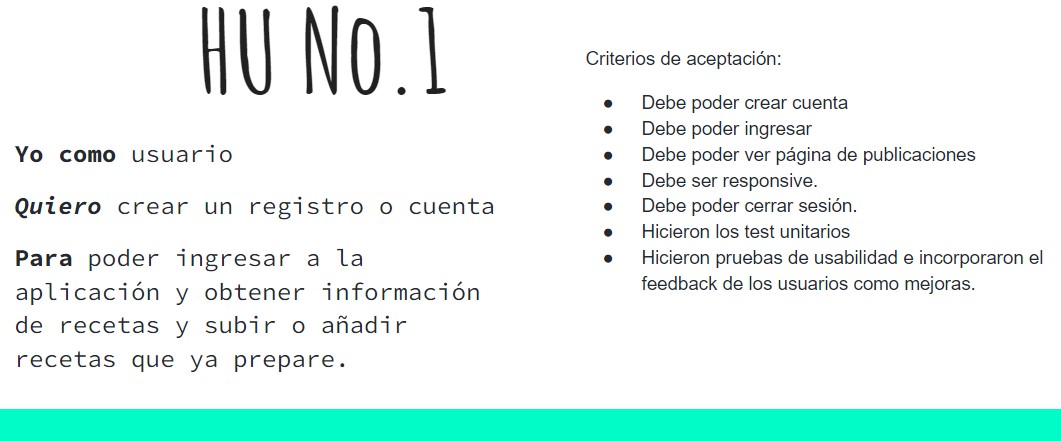 HU No.1
Yo como usuario
Quiero crear un registro o cuenta
Para poder ingresar a la
aplicación y obtener información
de recetas y subir o añadir
recetas que ya prepare.
Criterios de aceptación:
● Debe poder crear cuenta
● Debe poder ingresar
● Debe poder ver página de publicaciones
● Debe ser responsive.
● Debe poder cerrar sesión.
● Hicieron los test unitarios
● Hicieron pruebas de usabilidad e incorporaron el
feedback de los usuarios como mejoras.